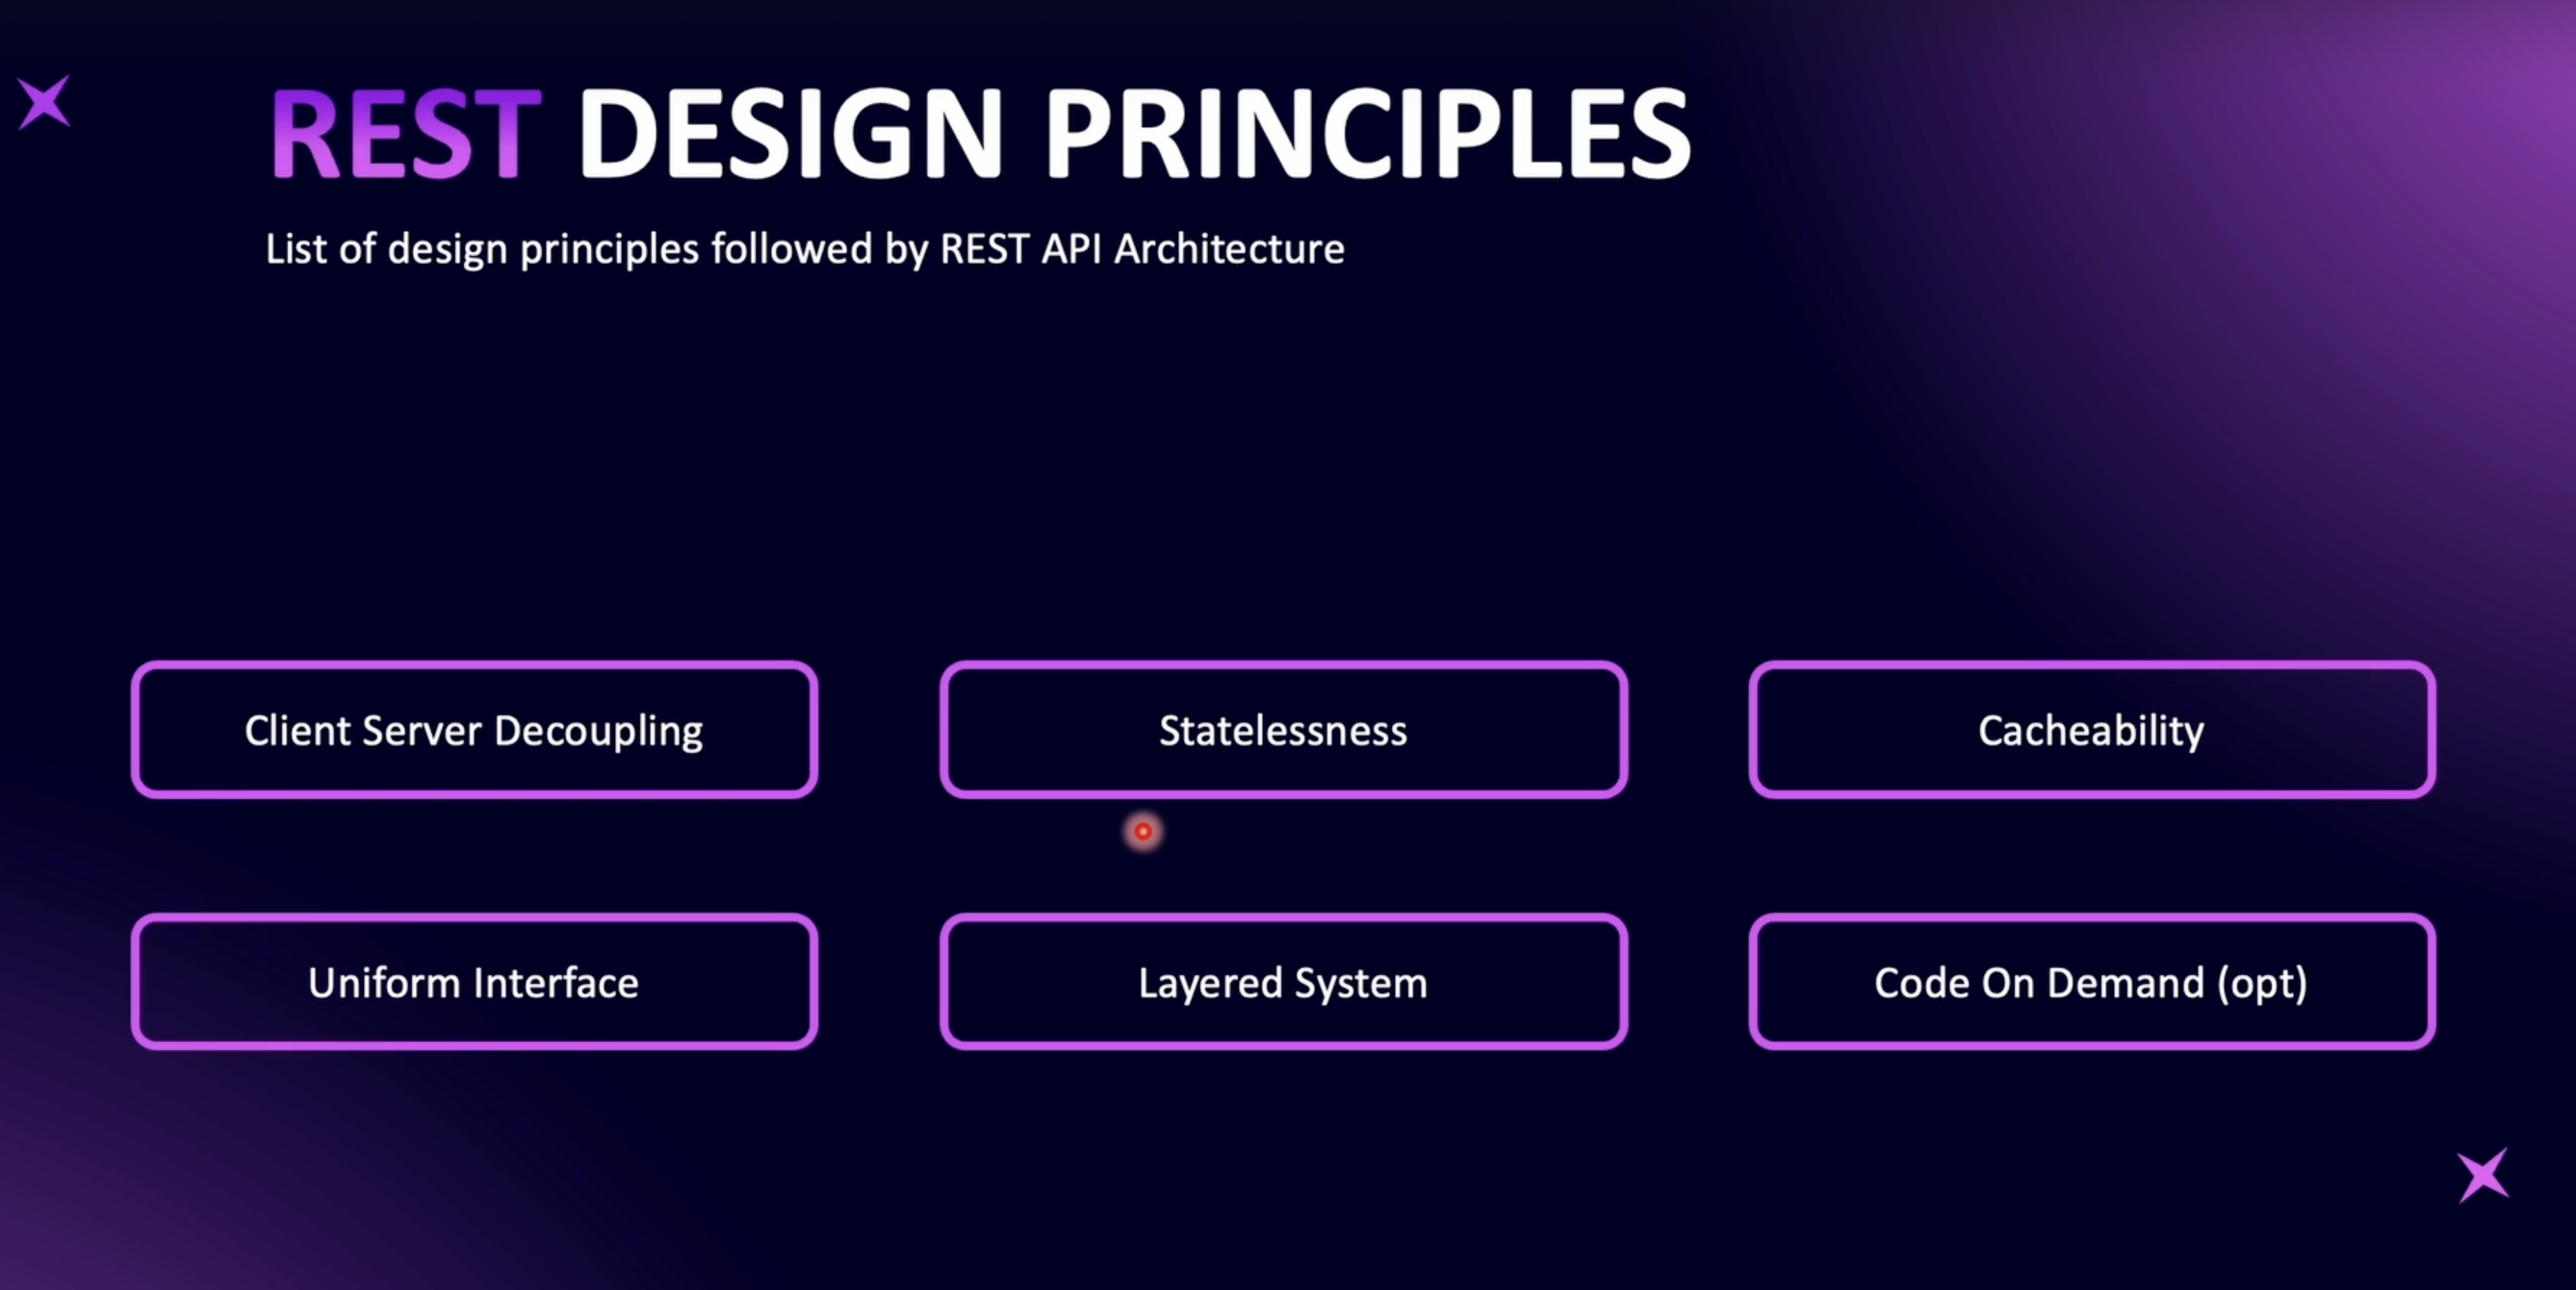 REST DESIGN PRINCIPLES
List of design principles followed by REST API Architecture
Client Server Decoupling
Statelessness
Cacheability
Uniform Interface
Layered System
Code On Demand (opt)